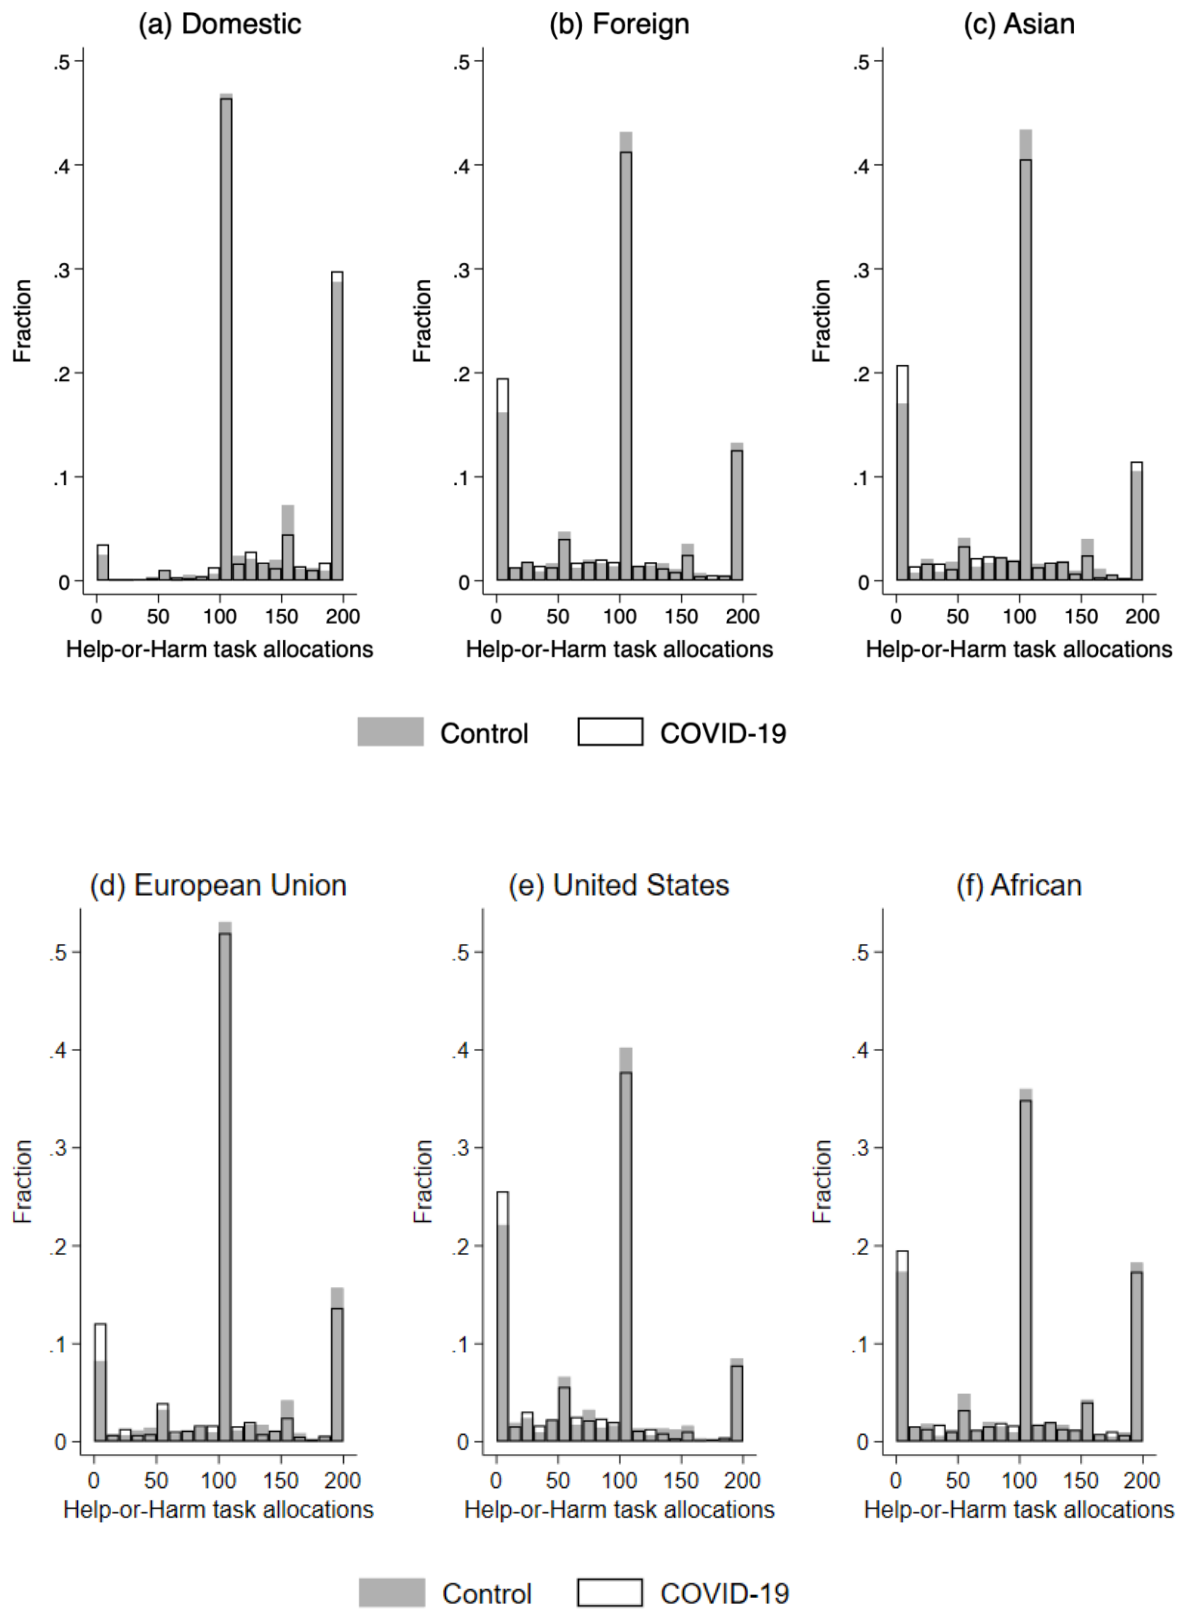 (a) Domestic (b) Foreign (c) Asian
.5 .5 .5
.4 .4 .4
.3 .3 .3
.2 .2 .2
.1 .1 .1
0 0 0
Fraction Fraction Fraction
0 50 100 150 200 0 50 100 150 200 0 50 100 150 200
Help-or-Harm task allocations Help-or-Harm task allocations Help-or-Harm task allocations
Control COVID-19
(d) European Union (e) United States (f) African
.5 .5 .5
.4 .4 .4
.3 .3 .3
.2 .2 .2
.1 .1 .1
0 0 0
Fraction Fraction Fraction
0 50 100 150 200 0 50 100 150 200 0 50 100 150 200
Help-or-Harm task allocations Help-or-Harm task allocations Help-or-Harm task allocations
Control COVID-19